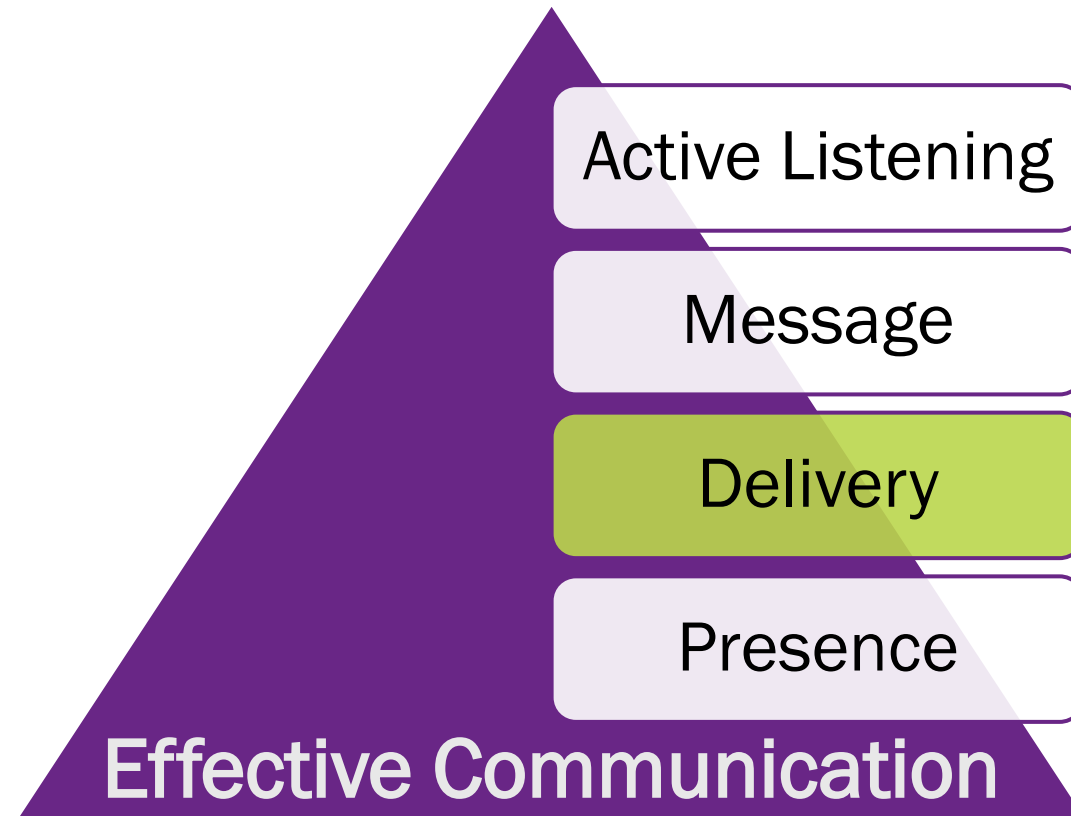 Active Listening
Message
Delivery
Presence
Effective Communication